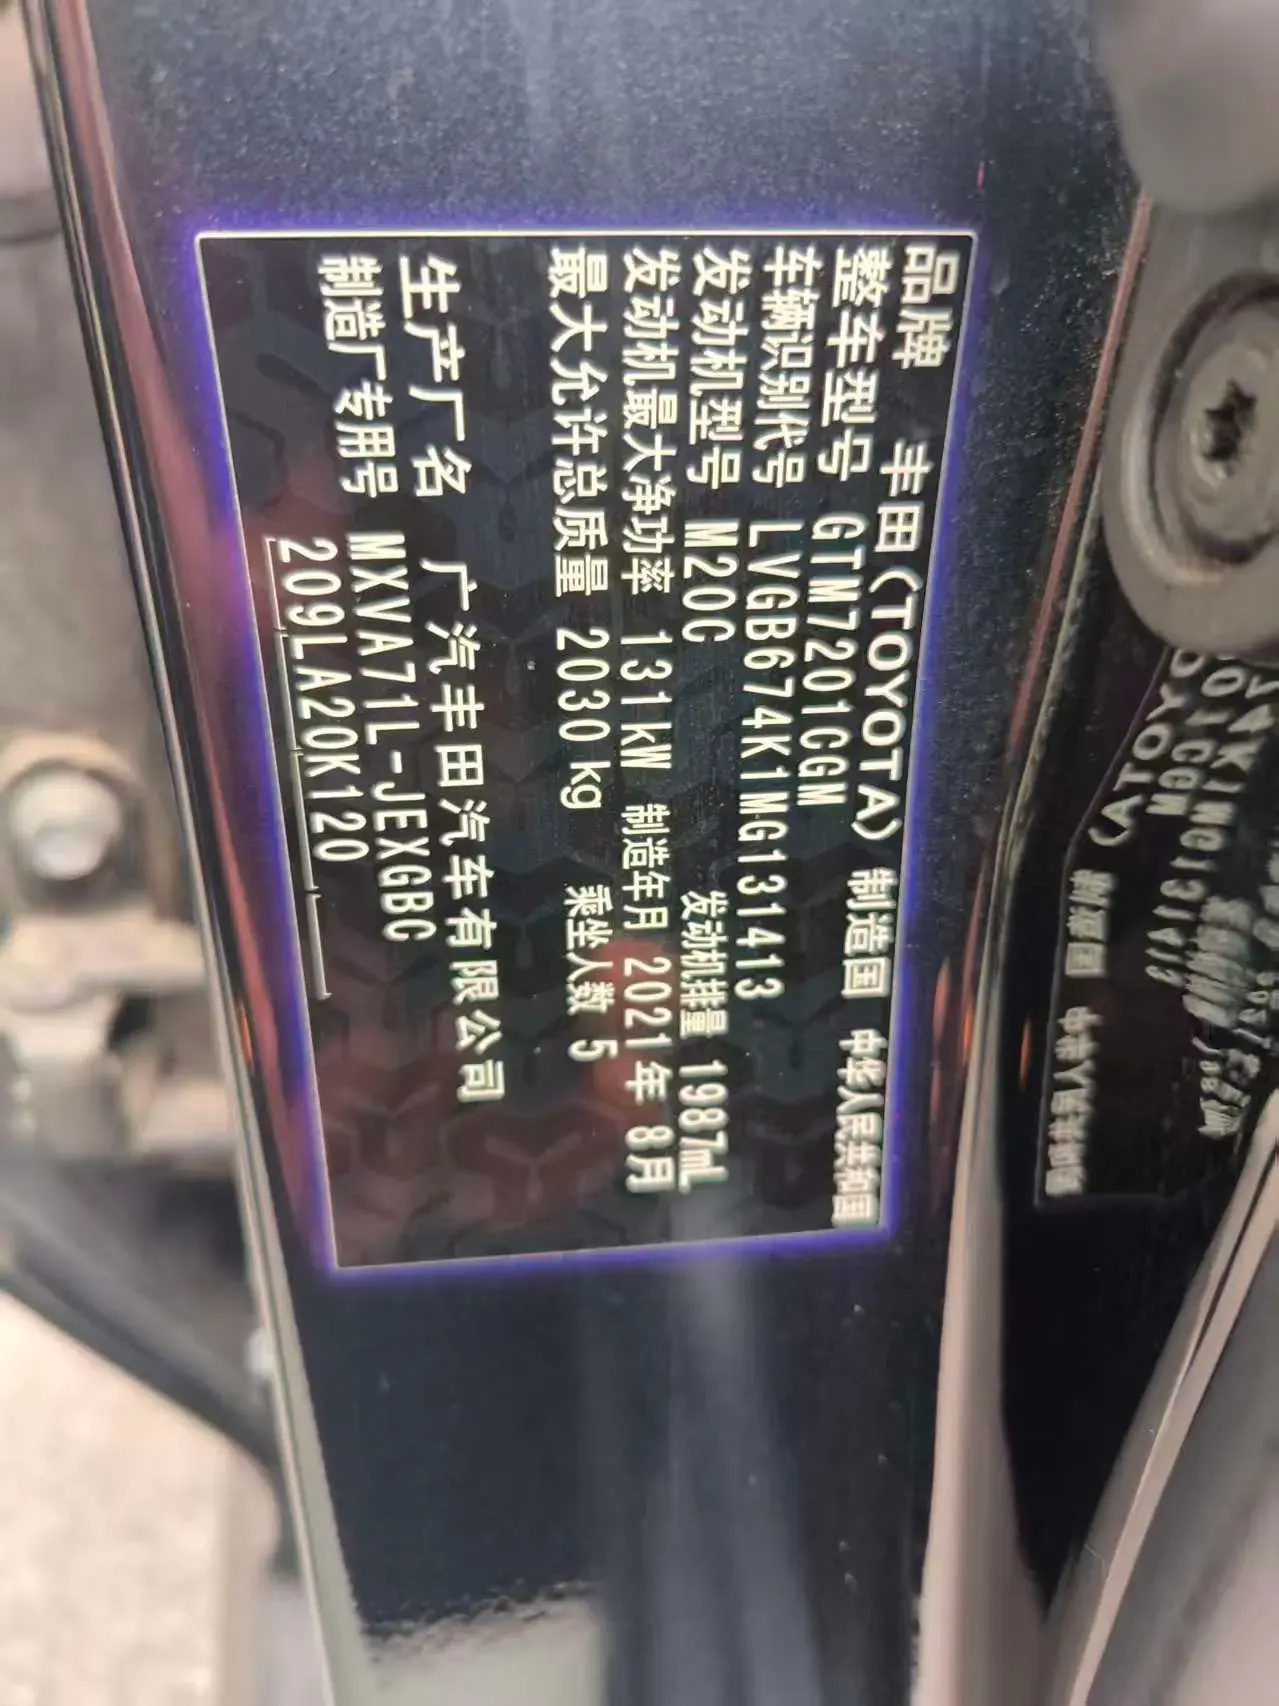 品牌 丰田(TOYOTA) 制造国 中华人民共和国
整车型号 GTM7201CGM
车辆识别代号 LVGB674K1MG131413
发动机型号 M20C 发动机排量 1987mL
发动机最大净功率 131kW 制造年月 2021年 8月
最大允许总质量 2030 kg 乘坐人数 5
生产厂名 广汽丰田汽车有限公司
制造厂专用号 MXVA71L-JEXGBC
209LA20K120